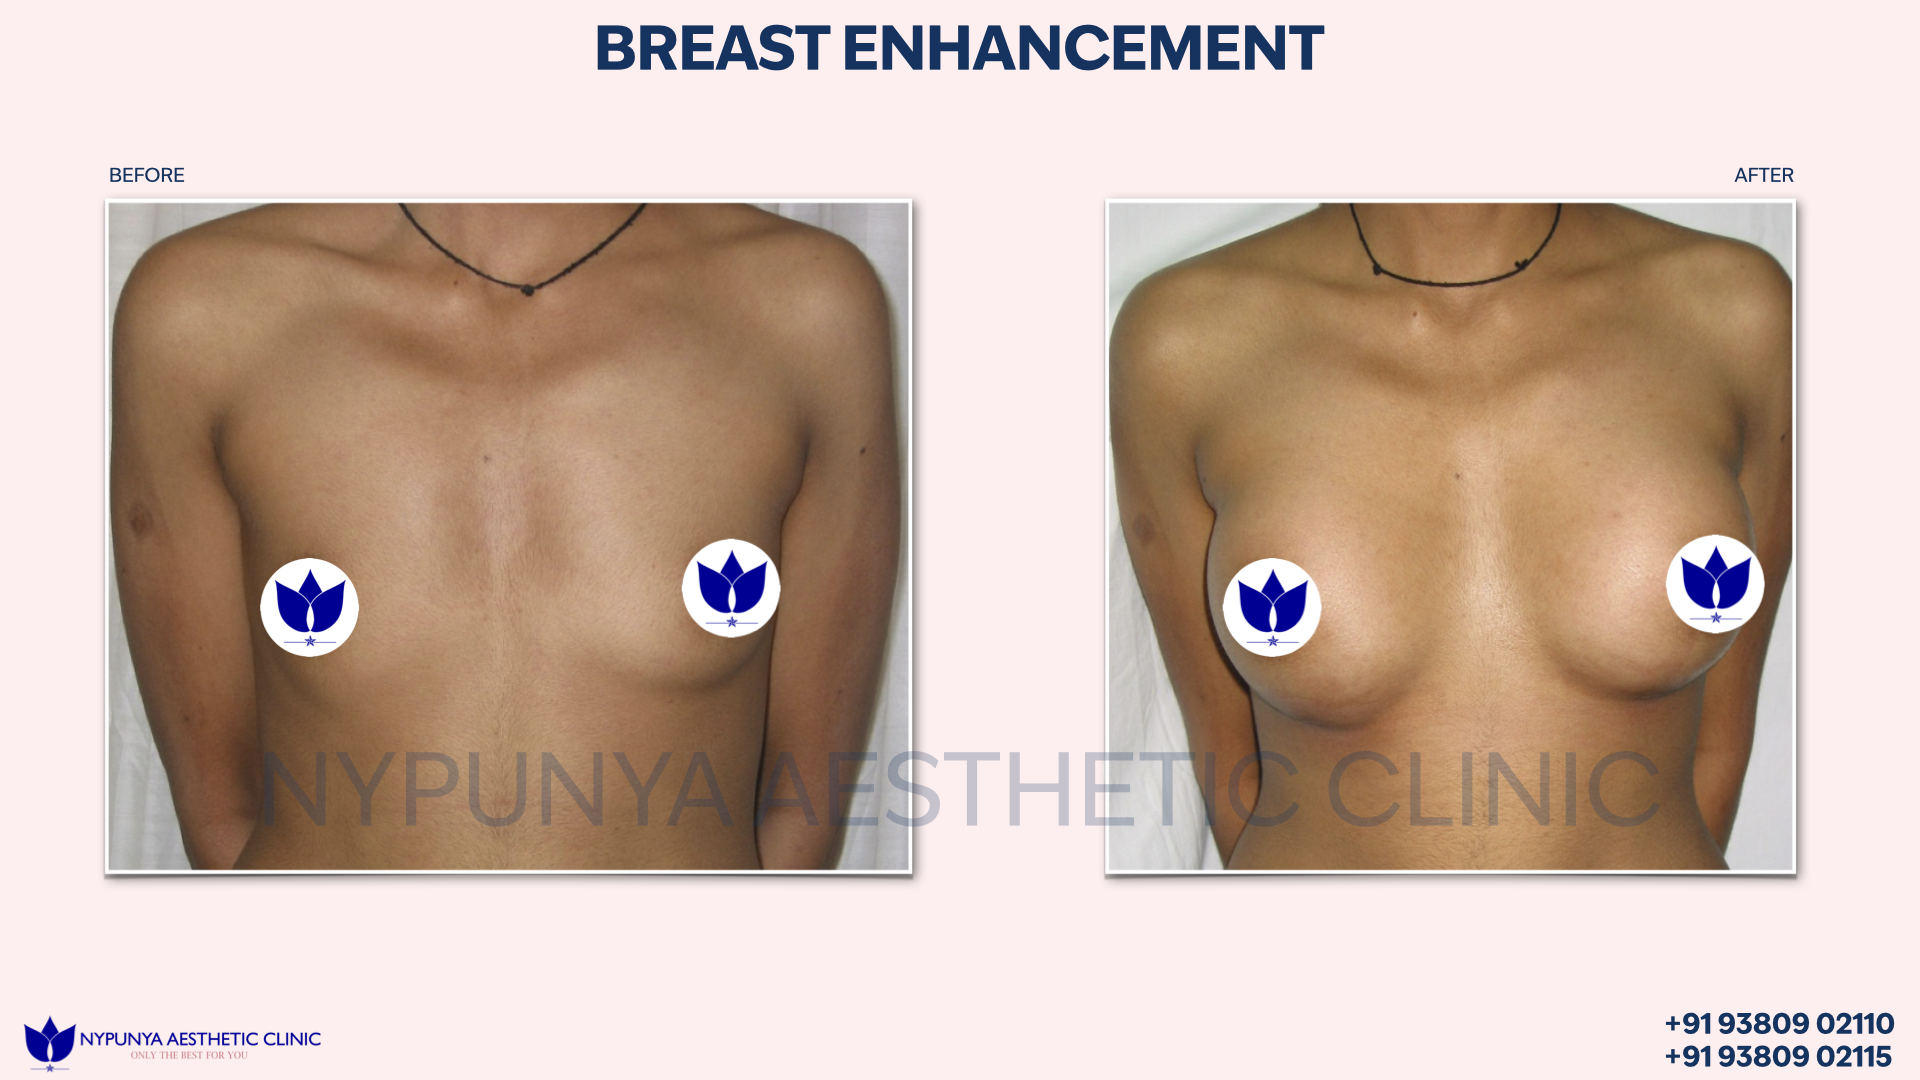 BREAST ENHANCEMENT
BEFORE
AFTER
NYPUNYA AESTHETIC CLINIC
NYPUNYA AESTHETIC CLINIC
ONLY THE BEST FOR YOU
+91 93809 02110
+91 93809 02115